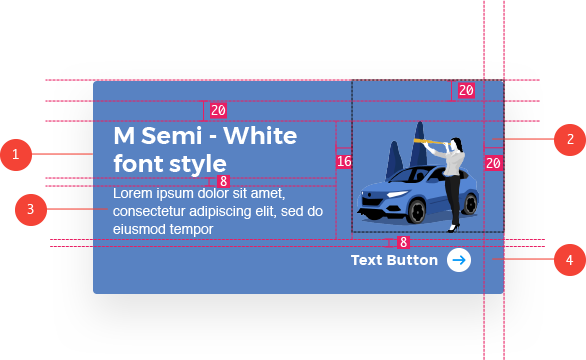 20
20
M Semi - White
font style
1
2
16
20
8
3
Lorem ipsum dolor sit amet,
consectetur adipiscing elit, sed do
eiusmod tempor
8
Text Button
4